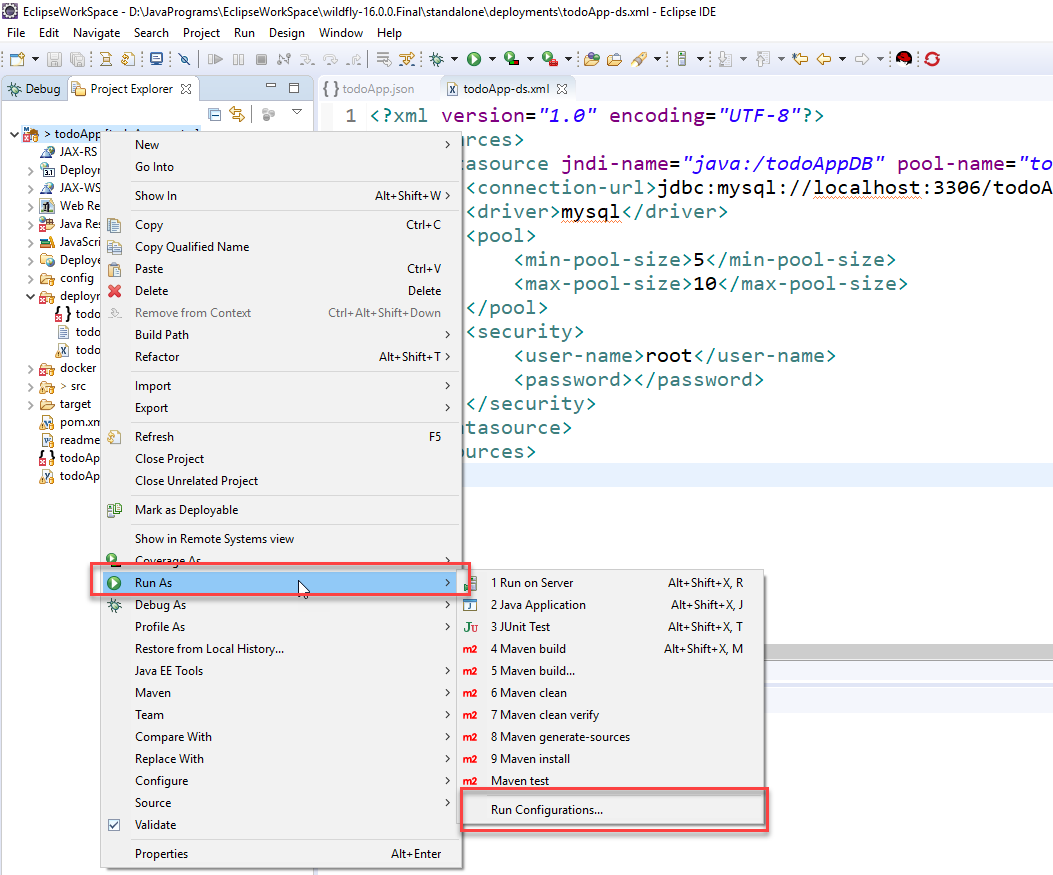 EclipseWorkSpace - D:\JavaPrograms\EclipseWorkSpace\wildfly-16.0.0.Final\standalone\deployments\todoApp-ds.xml - Eclipse IDE
File Edit Navigate Search Project Run Design Window Help
Debug Project Explorer
todoApp.json todoApp-ds.xml
1 <?xml version="1.0" encoding="UTF-8"?>
urces>
tasource jndi-name="java:/todoAppDB" pool-name="to
<connection-url>jdbc:mysql://localhost:3306/todoA
<driver>mysql</driver>
<pool>
<min-pool-size>5</min-pool-size>
<max-pool-size>10</max-pool-size>
</pool>
<security>
<user-name>root</user-name>
<password></password>
</security>
tasource>
urces>
> todoApp
JAX-RS
Deploy
JAX-WS
Web Re
Java Res
JavaScri
Deploye
config
deploym
todo
todo
todo
docker
> src
target
pom.xm
readme
todoAp
todoAp
New
Go Into
Show In Alt+Shift+W
Copy Ctrl+C
Copy Qualified Name
Paste Ctrl+V
Delete Delete
Remove from Context Ctrl+Alt+Shift+Down
Build Path
Refactor Alt+Shift+T
Import
Export
Refresh F5
Close Project
Close Unrelated Project
Mark as Deployable
Show in Remote Systems view
Coverage As
Run As
Debug As
Profile As
Restore from Local History...
Java EE Tools
Maven
Team
Compare With
Replace With
Configure
Source
Validate
Properties Alt+Enter
1 Run on Server Alt+Shift+X, R
2 Java Application Alt+Shift+X, J
Ju 3 JUnit Test Alt+Shift+X, T
m2 4 Maven build Alt+Shift+X, M
m2 5 Maven build...
m2 6 Maven clean
m2 7 Maven clean verify
m2 8 Maven generate-sources
m2 9 Maven install
m2 Maven test
Run Configurations...